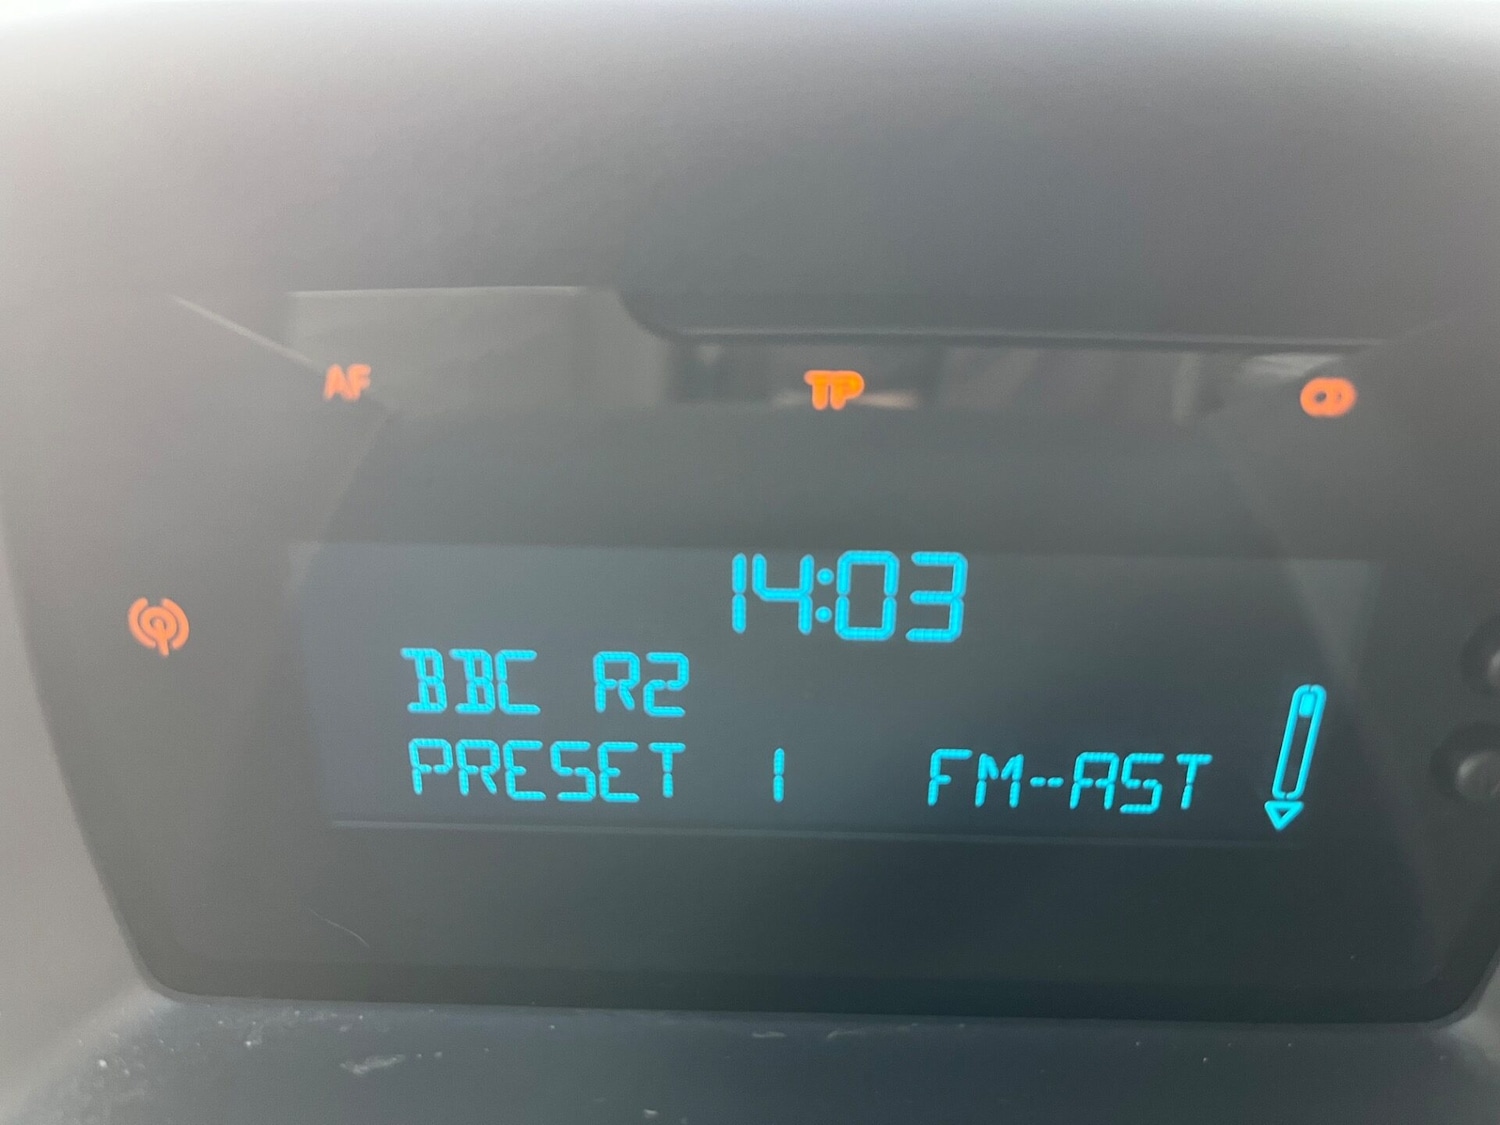 AF TP
14:03
BBC R2
PRESET 1 FM-AST